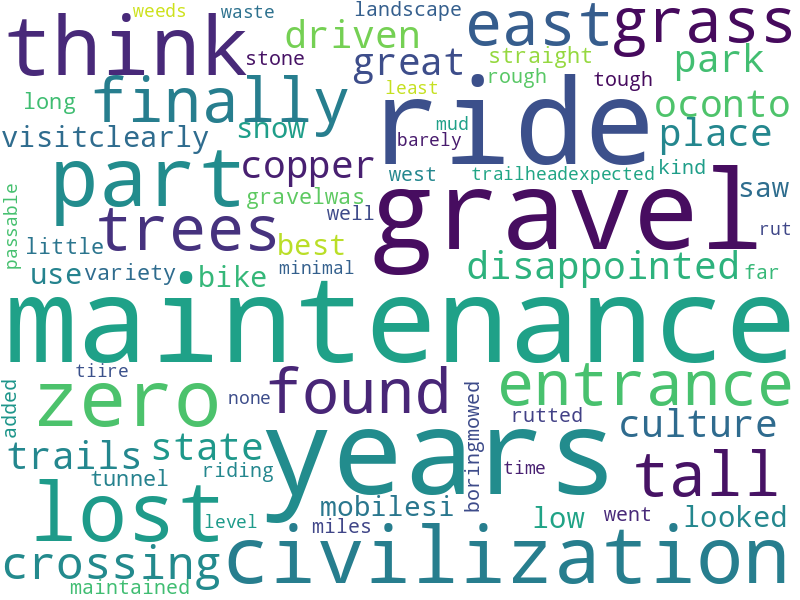 weeds waste landscape
think driven east grass
stone great straight park
long finally rough tough
least ride oconto
visitclearly show mud barely place
part copper west trailheadexpected kind
passable gravelwas gravel saw
trees well rut
little best disappointed far
use variety bike minimal
maintenance
tiire entrance
added zero none found boringmowed rutted culture
trails state years time tall
tunnel riding
lost level mobilesi low went looked
miles
crossing civilization
maintained